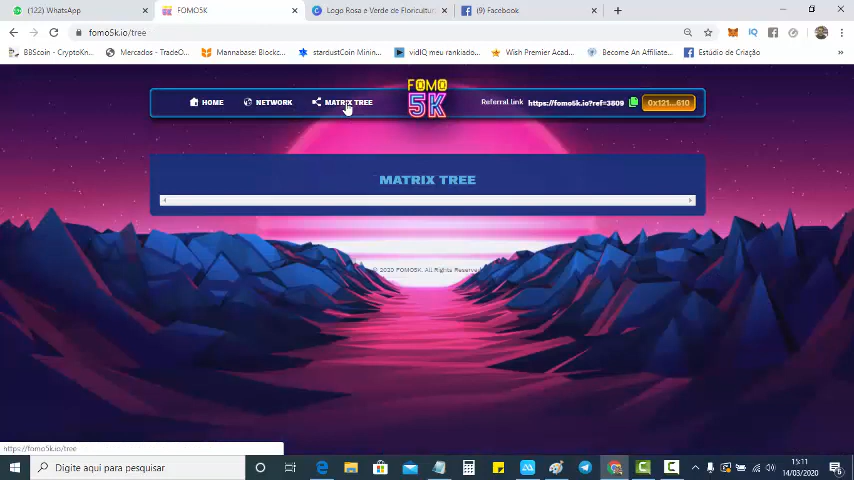 (122) WhatsApp
FOMO5K
Logo Rosa e Verde de Floricultur
(9) Facebook
fomo5k.io/tree
BBScoin - CryptoKn...
Mercados - TradeO...
Mannabase: Blockc...
stardustCoin Minin...
vidIQ meu rankiado...
Wish Premier Acad...
Become An Affiliate...
Estúdio de Criação
HOME
NETWORK
MATRIX TREE
FOMO
5K
Referral link
https://fomo5k.io?ref=3809
0x121...610
MATRIX TREE
© 2020 FOMO5K. All Rights Reserved
https://fomo5k.io/tree
Digite aqui para pesquisar
15:11
14/03/2020
6